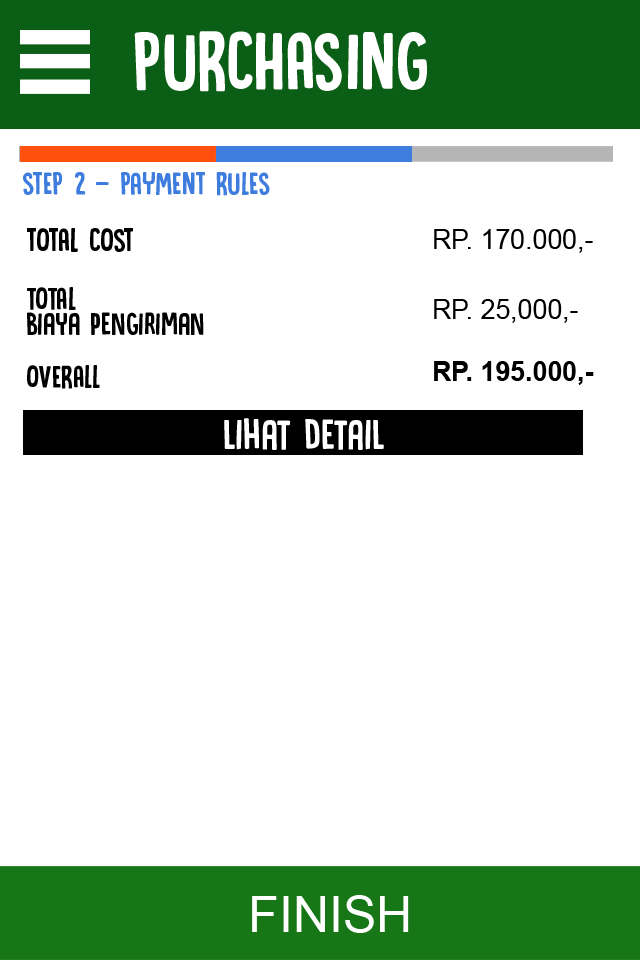 PURCHASING
STEP 2 - PAYMENT RULES
TOTAL COST RP. 170.000,-
TOTAL
BIAYA PENGIRIMAN RP. 25,000,-
OVERALL RP. 195.000,-
LIHAT DETAIL
FINISH